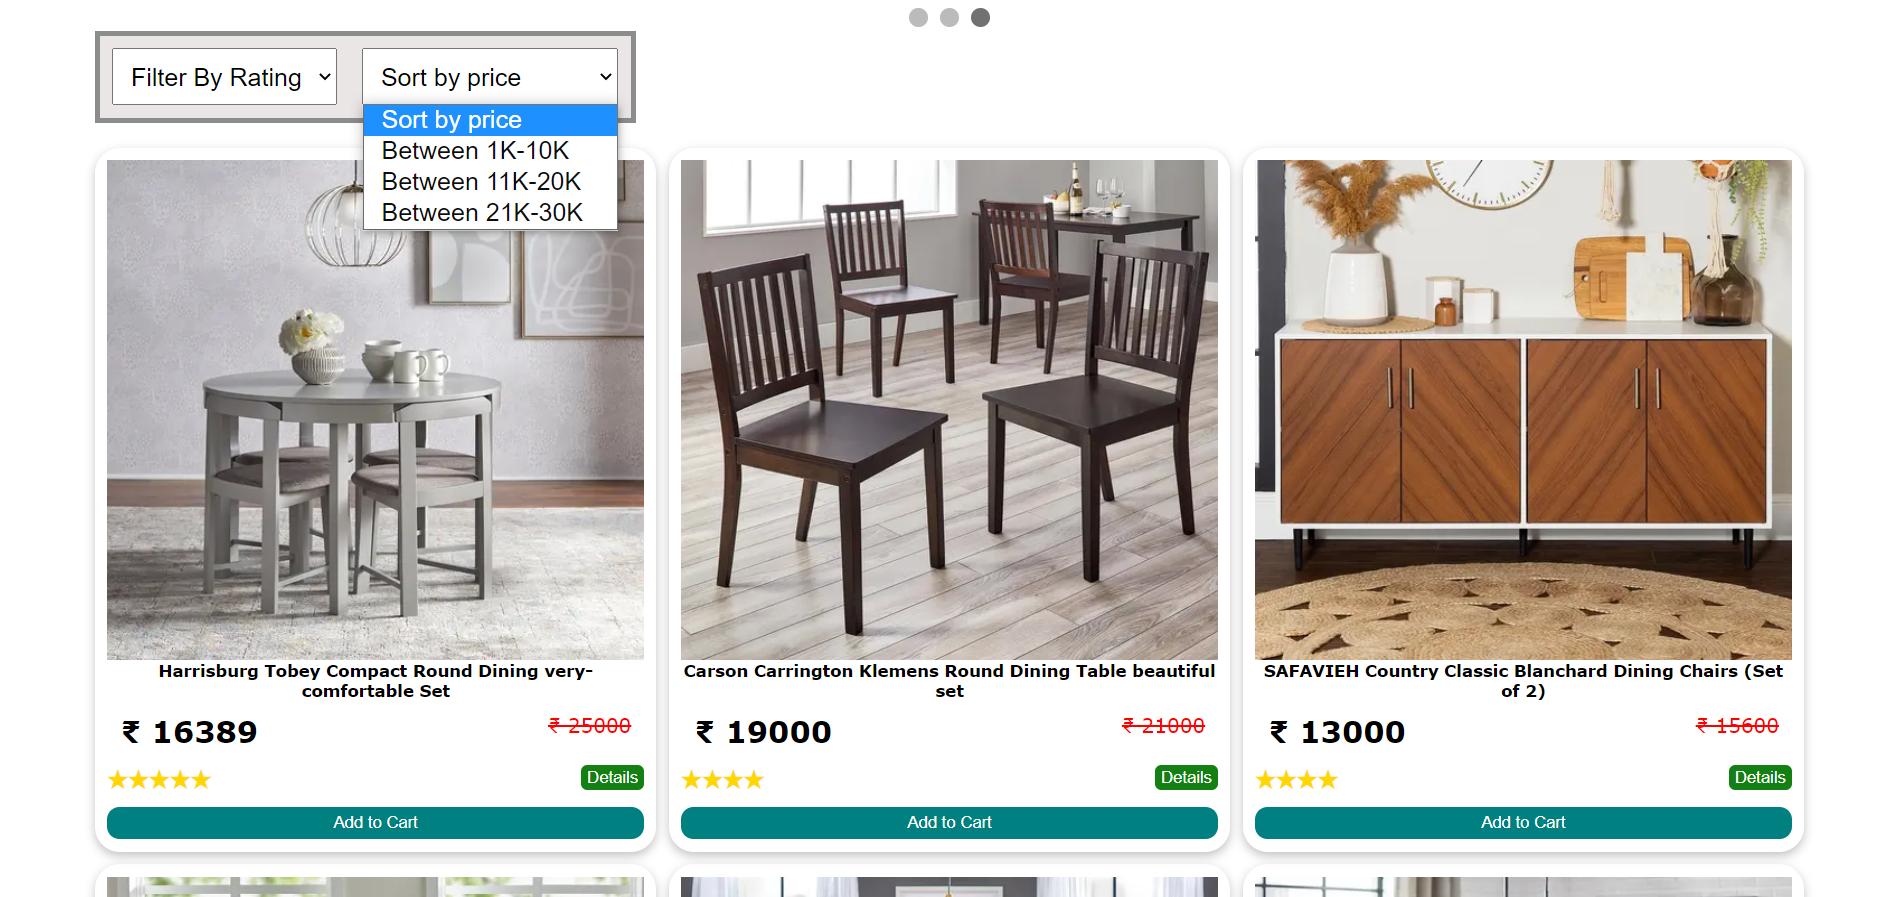 Filter By Rating
Sort by price
Sort by price
Between 1K-10K
Between 11K-20K
Between 21K-30K
Harrisburg Tobey Compact Round Dining very-
comfortable Set
₹ 16389
₹ 25000
Details
Add to Cart
Carson Carrington Klemens Round Dining Table beautiful
set
₹ 19000
₹ 21000
Details
Add to Cart
SAFAVIEH Country Classic Blanchard Dining Chairs (Set
of 2)
₹ 13000
₹ 15600
Details
Add to Cart